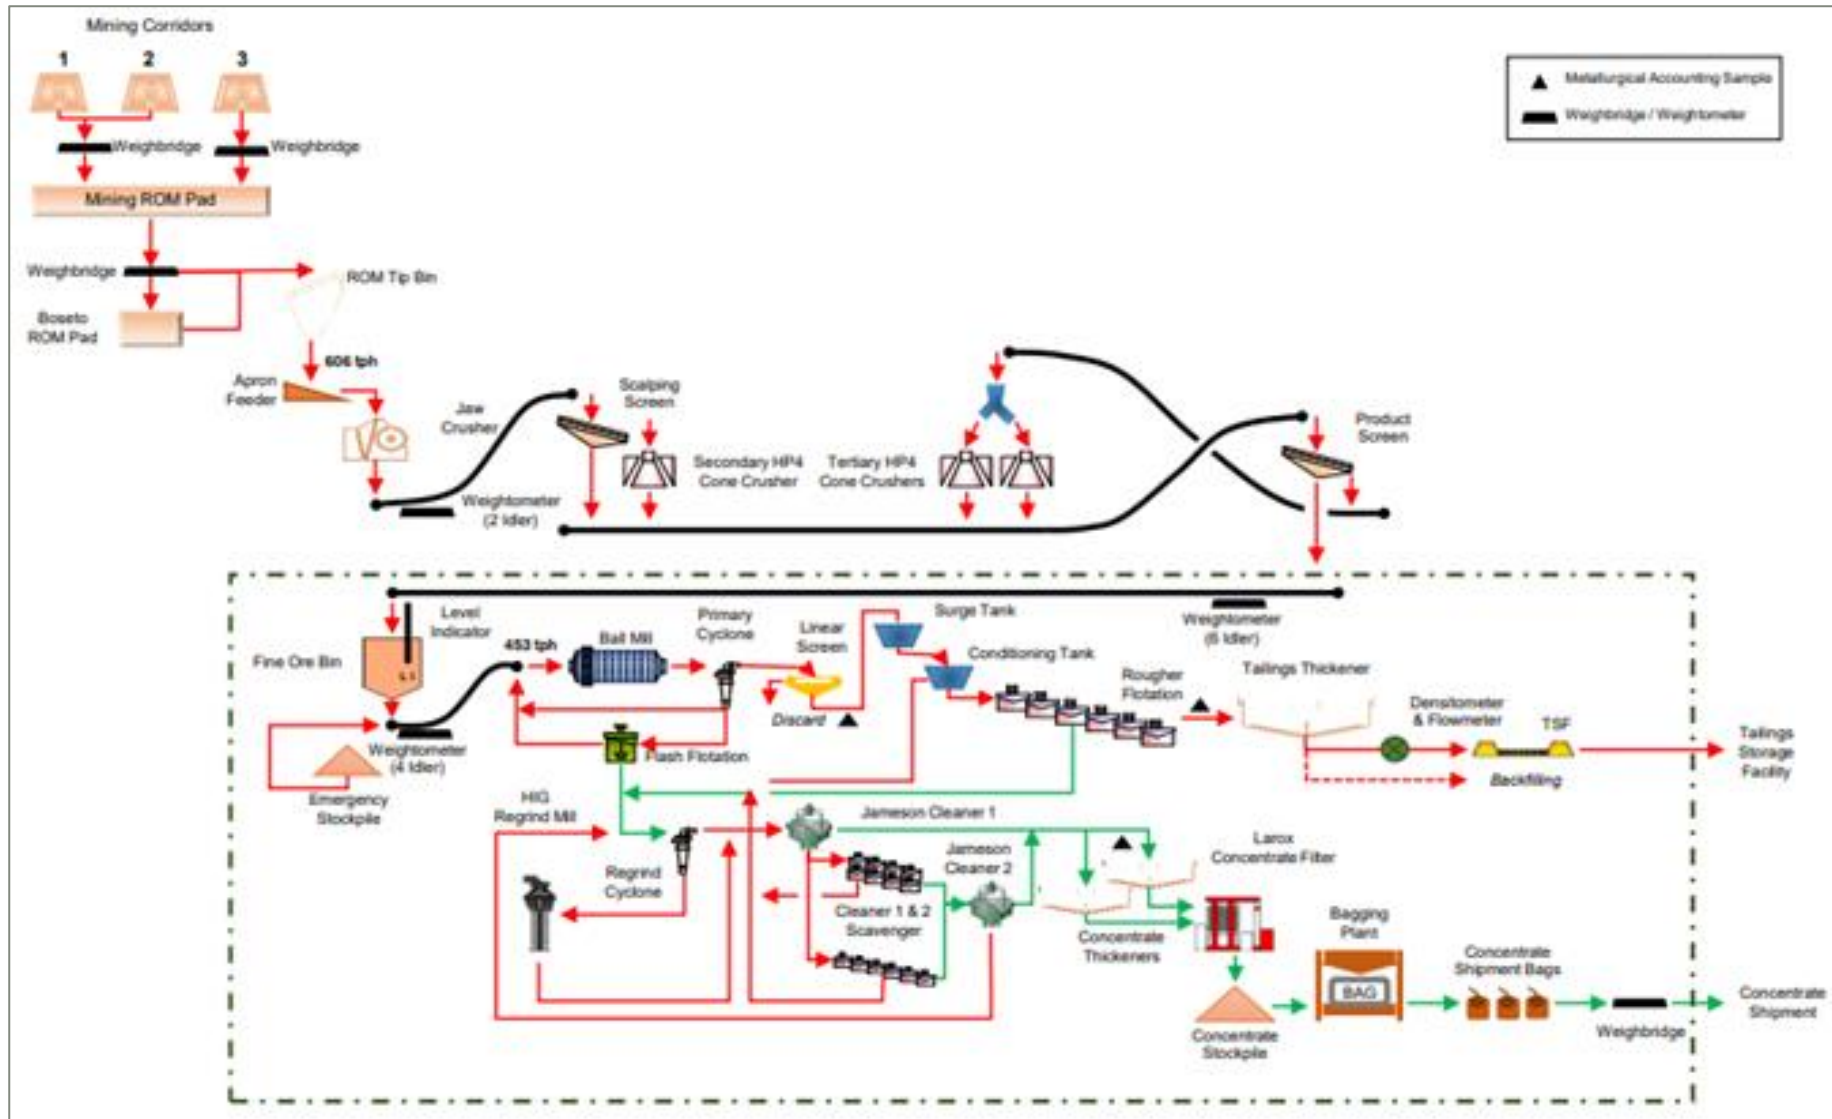 Mining Corridors
1
2
3
Metallurgical Accounting Sample
Weighbridge / Weightometer
Weighbridge
Weighbridge
Mining ROM Pad
Weighbridge
ROM Tip Bin
Boseto
ROM Pad
606 tph
Apron
Feeder
Jaw
Crusher
Scalping
Screen
Product
Screen
Secondary HP4
Cone Crusher
Tertiary HP4
Cone Crushers
Weightometer
(2 Idler)
Level
Indicator
Fine Ore Bin
453 tph
Ball Mill
Primary
Cyclone
Linear
Screen
Surge Tank
Conditioning Tank
Weightometer
(6 Idler)
Rougher
Flotation
Tailings Thickener
Densitometer
& Flowmeter
TSF
Tailings
Storage
Facility
Discard
Weightometer
(4 Idler)
Flash Flotation
Backfilling
Emergency
Stockpile
HIG
Regrind Mill
Jameson Cleaner 1
Jameson
Cleaner 2
Larox
Concentrate Filter
Regrind
Cyclone
Cleaner 1 & 2
Scavenger
Concentrate
Thickeners
Bagging
Plant
BAG
Concentrate
Shipment Bags
Concentrate
Shipment
Weighbridge
Concentrate
Stockpile